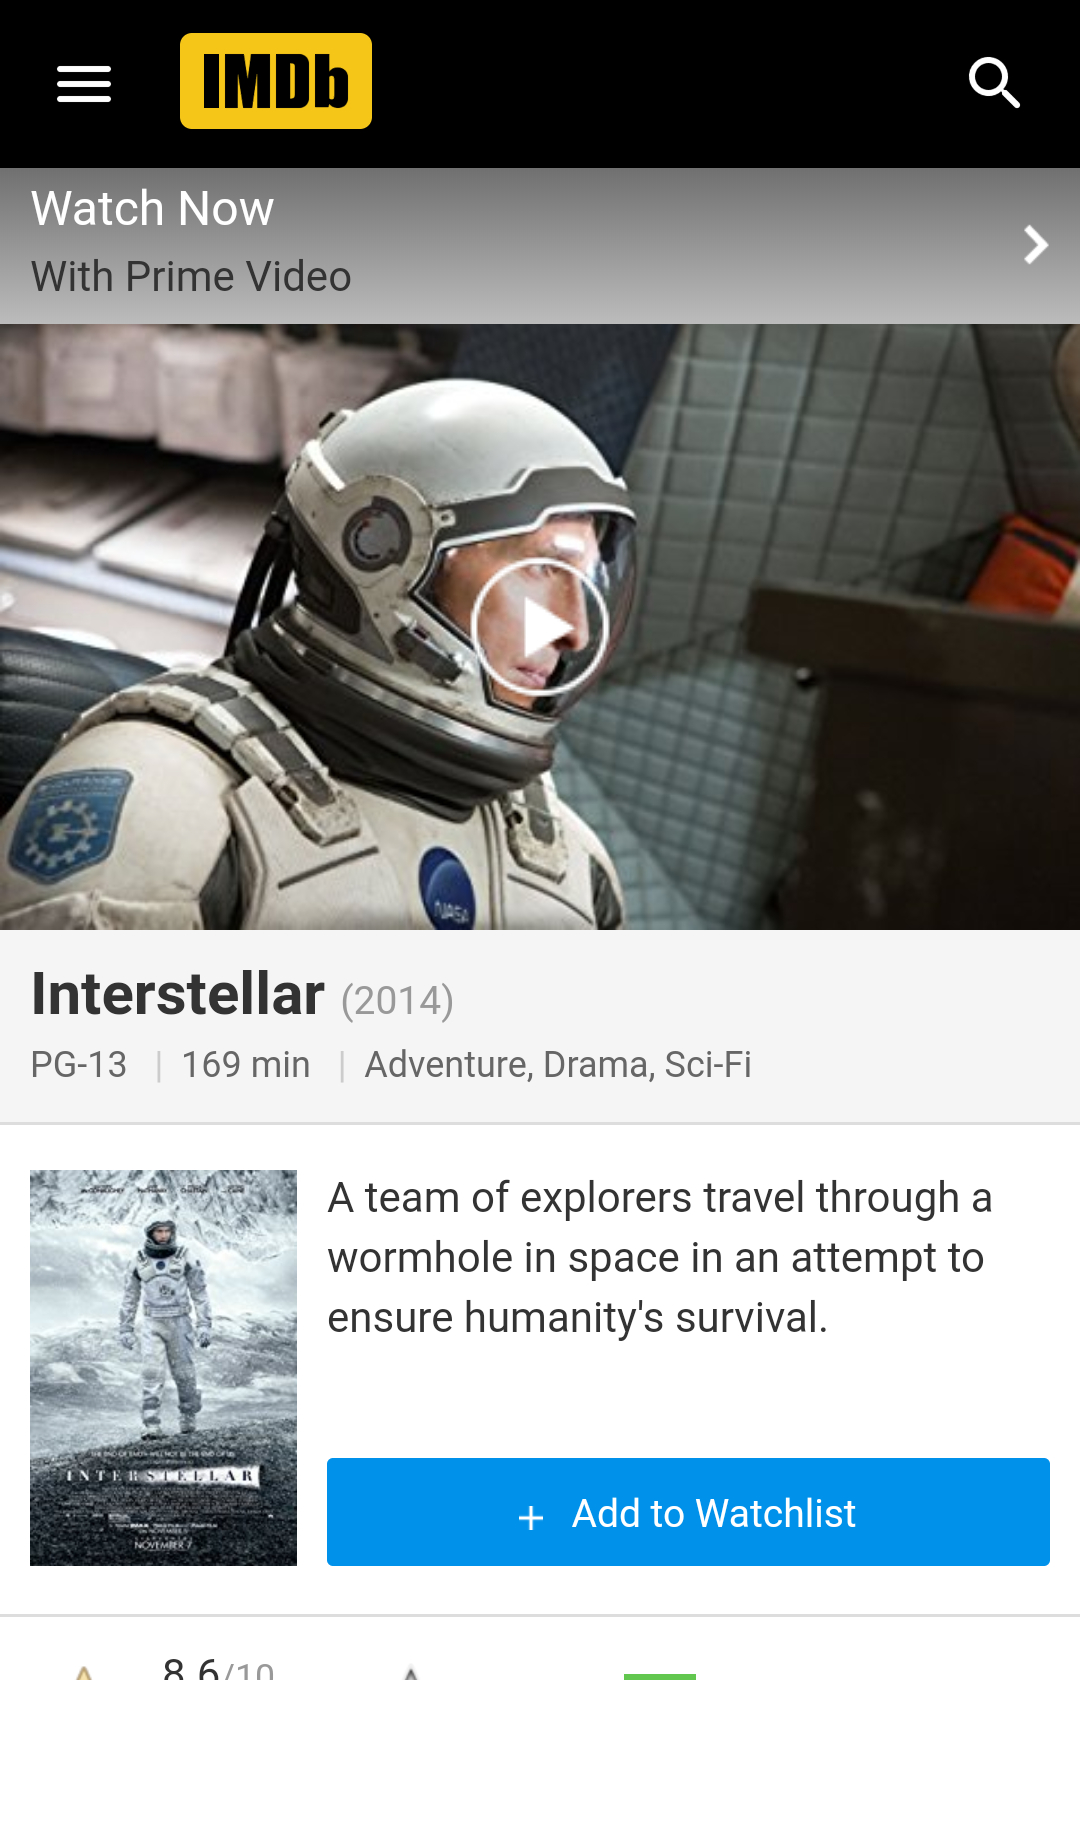 IMDb
Watch Now
With Prime Video
NASA
Interstellar (2014)
PG-13 | 169 min | Adventure, Drama, Sci-Fi
A team of explorers travel through a
wormhole in space in an attempt to
ensure humanity's survival.
INTERSTELLAR
NOVEMBER 7
+ Add to Watchlist
8.6/10